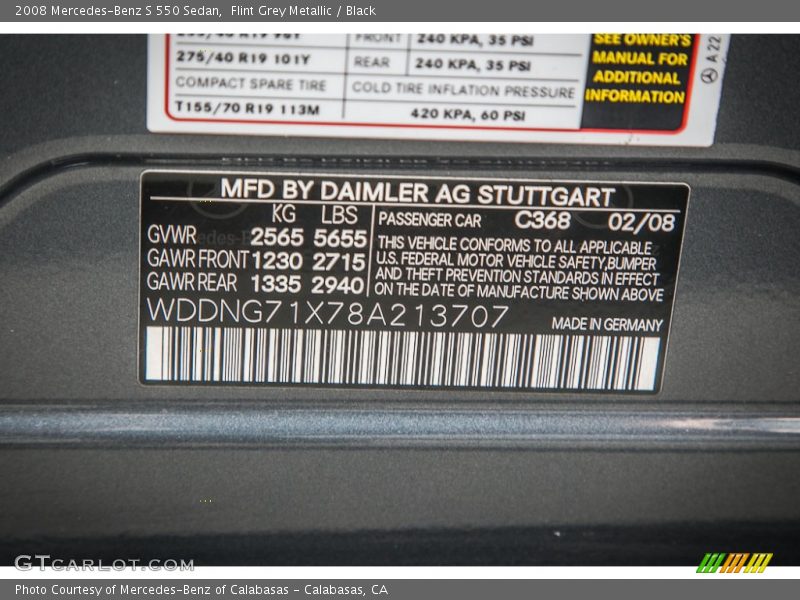 2008 Mercedes-Benz S 550 Sedan, Flint Grey Metallic / Black
FRONT 240 KPA, 35 PSI
275/40 R19 101Y REAR 240 KPA, 35 PSI
COMPACT SPARE TIRE COLD TIRE INFLATION PRESSURE
T155/70 R19 113M 420 KPA, 60 PSI
SEE OWNER'S
MANUAL FOR
ADDITIONAL
INFORMATION
A 22
MFD BY DAIMLER AG STUTTGART
KG LBS
GVWR 2565 5655
GAWR FRONT 1230 2715
GAWR REAR 1335 2940
PASSENGER CAR C368 02/08
THIS VEHICLE CONFORMS TO ALL APPLICABLE
U.S. FEDERAL MOTOR VEHICLE SAFETY,BUMPER
AND THEFT PREVENTION STANDARDS IN EFFECT
ON THE DATE OF MANUFACTURE SHOWN ABOVE
WDDNG71X78A213707
MADE IN GERMANY
GTCARLOT.COM
Photo Courtesy of Mercedes-Benz of Calabasas - Calabasas, CA